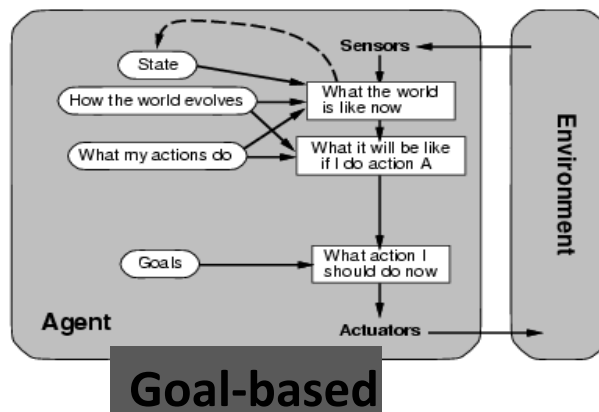 Sensors
State
What the world
is like now
How the world evolves
What it will be like
if I do action A
What my actions do
Environment
Goals
What action I
should do now
Agent
Actuators
Goal-based